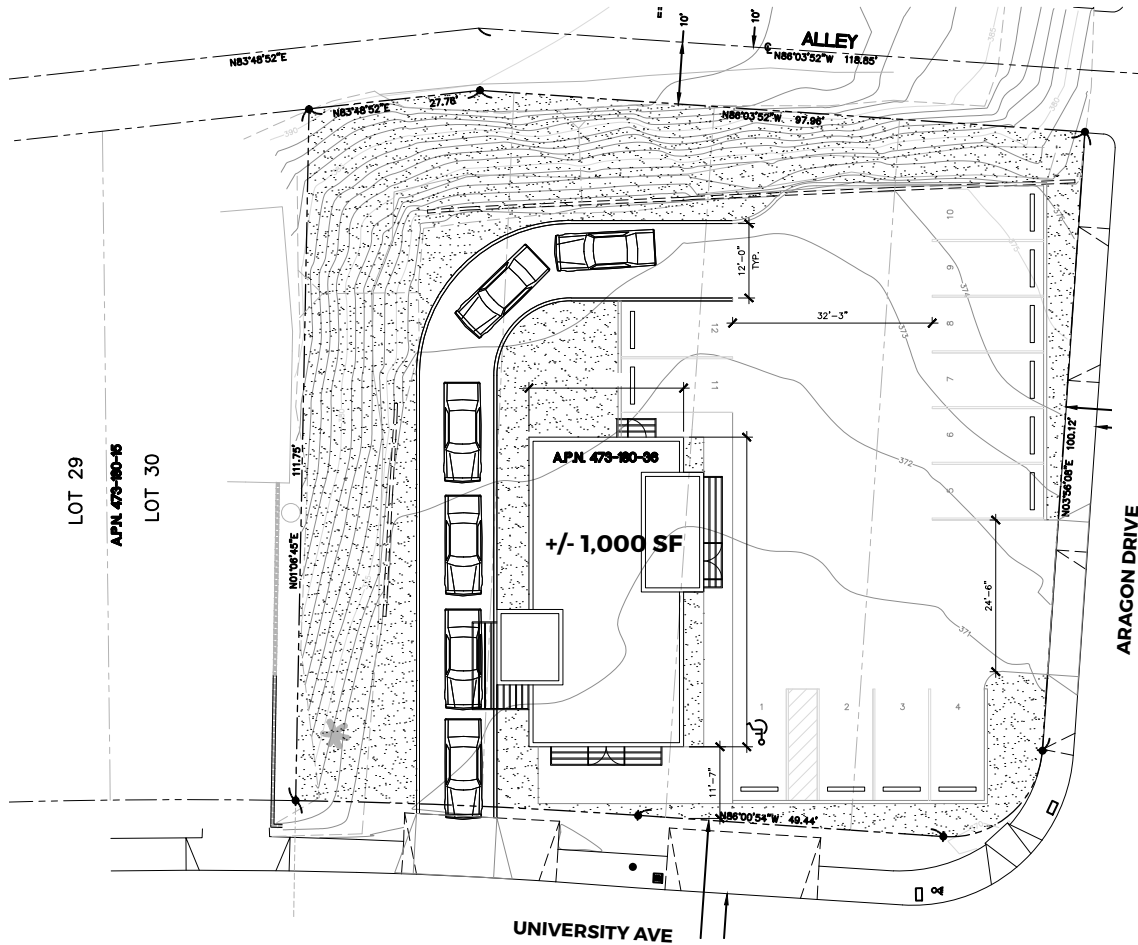 ALLEY
10'
10'
N83°48'52"E
N86°03'52"W 118.85'
N83°48'52"E 27.76'
N86°03'52"W 97.96'
390
385
380
10
9
8
7
6
5
12
11
12'-0"
TYP.
32'-3"
374
373
372
371
N03°56'08"E 100.12'
24'-6"
LOT 29
A.P.N. 473-180-15
LOT 30
N01°06'45"E 111.75'
A.P.N. 473-180-36
+/- 1,000 SF
1
2
3
4
11'-7"
N86°00'54"W 49.44'
ARAGON DRIVE
UNIVERSITY AVE